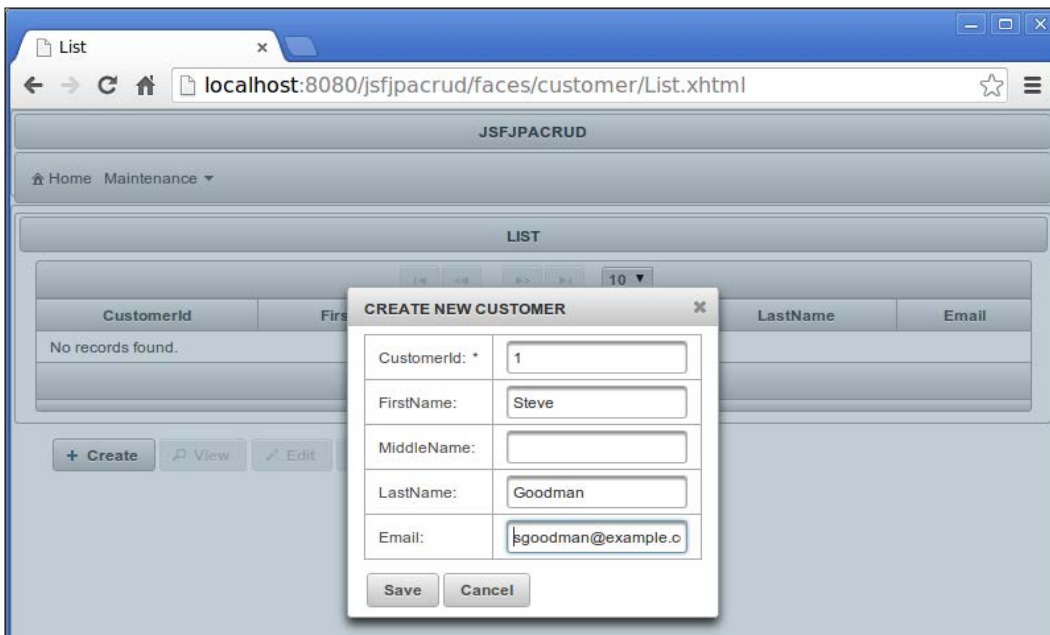 List
localhost:8080/jsfjpacrud/faces/customer/List.xhtml
JSFJPACRUD
Home Maintenance
LIST
10
CustomerId Firs LastName Email
No records found.
CREATE NEW CUSTOMER
CustomerId: * 1
FirstName: Steve
MiddleName:
LastName: Goodman
Email: sgoodman@example.c
Save Cancel
+ Create View Edit